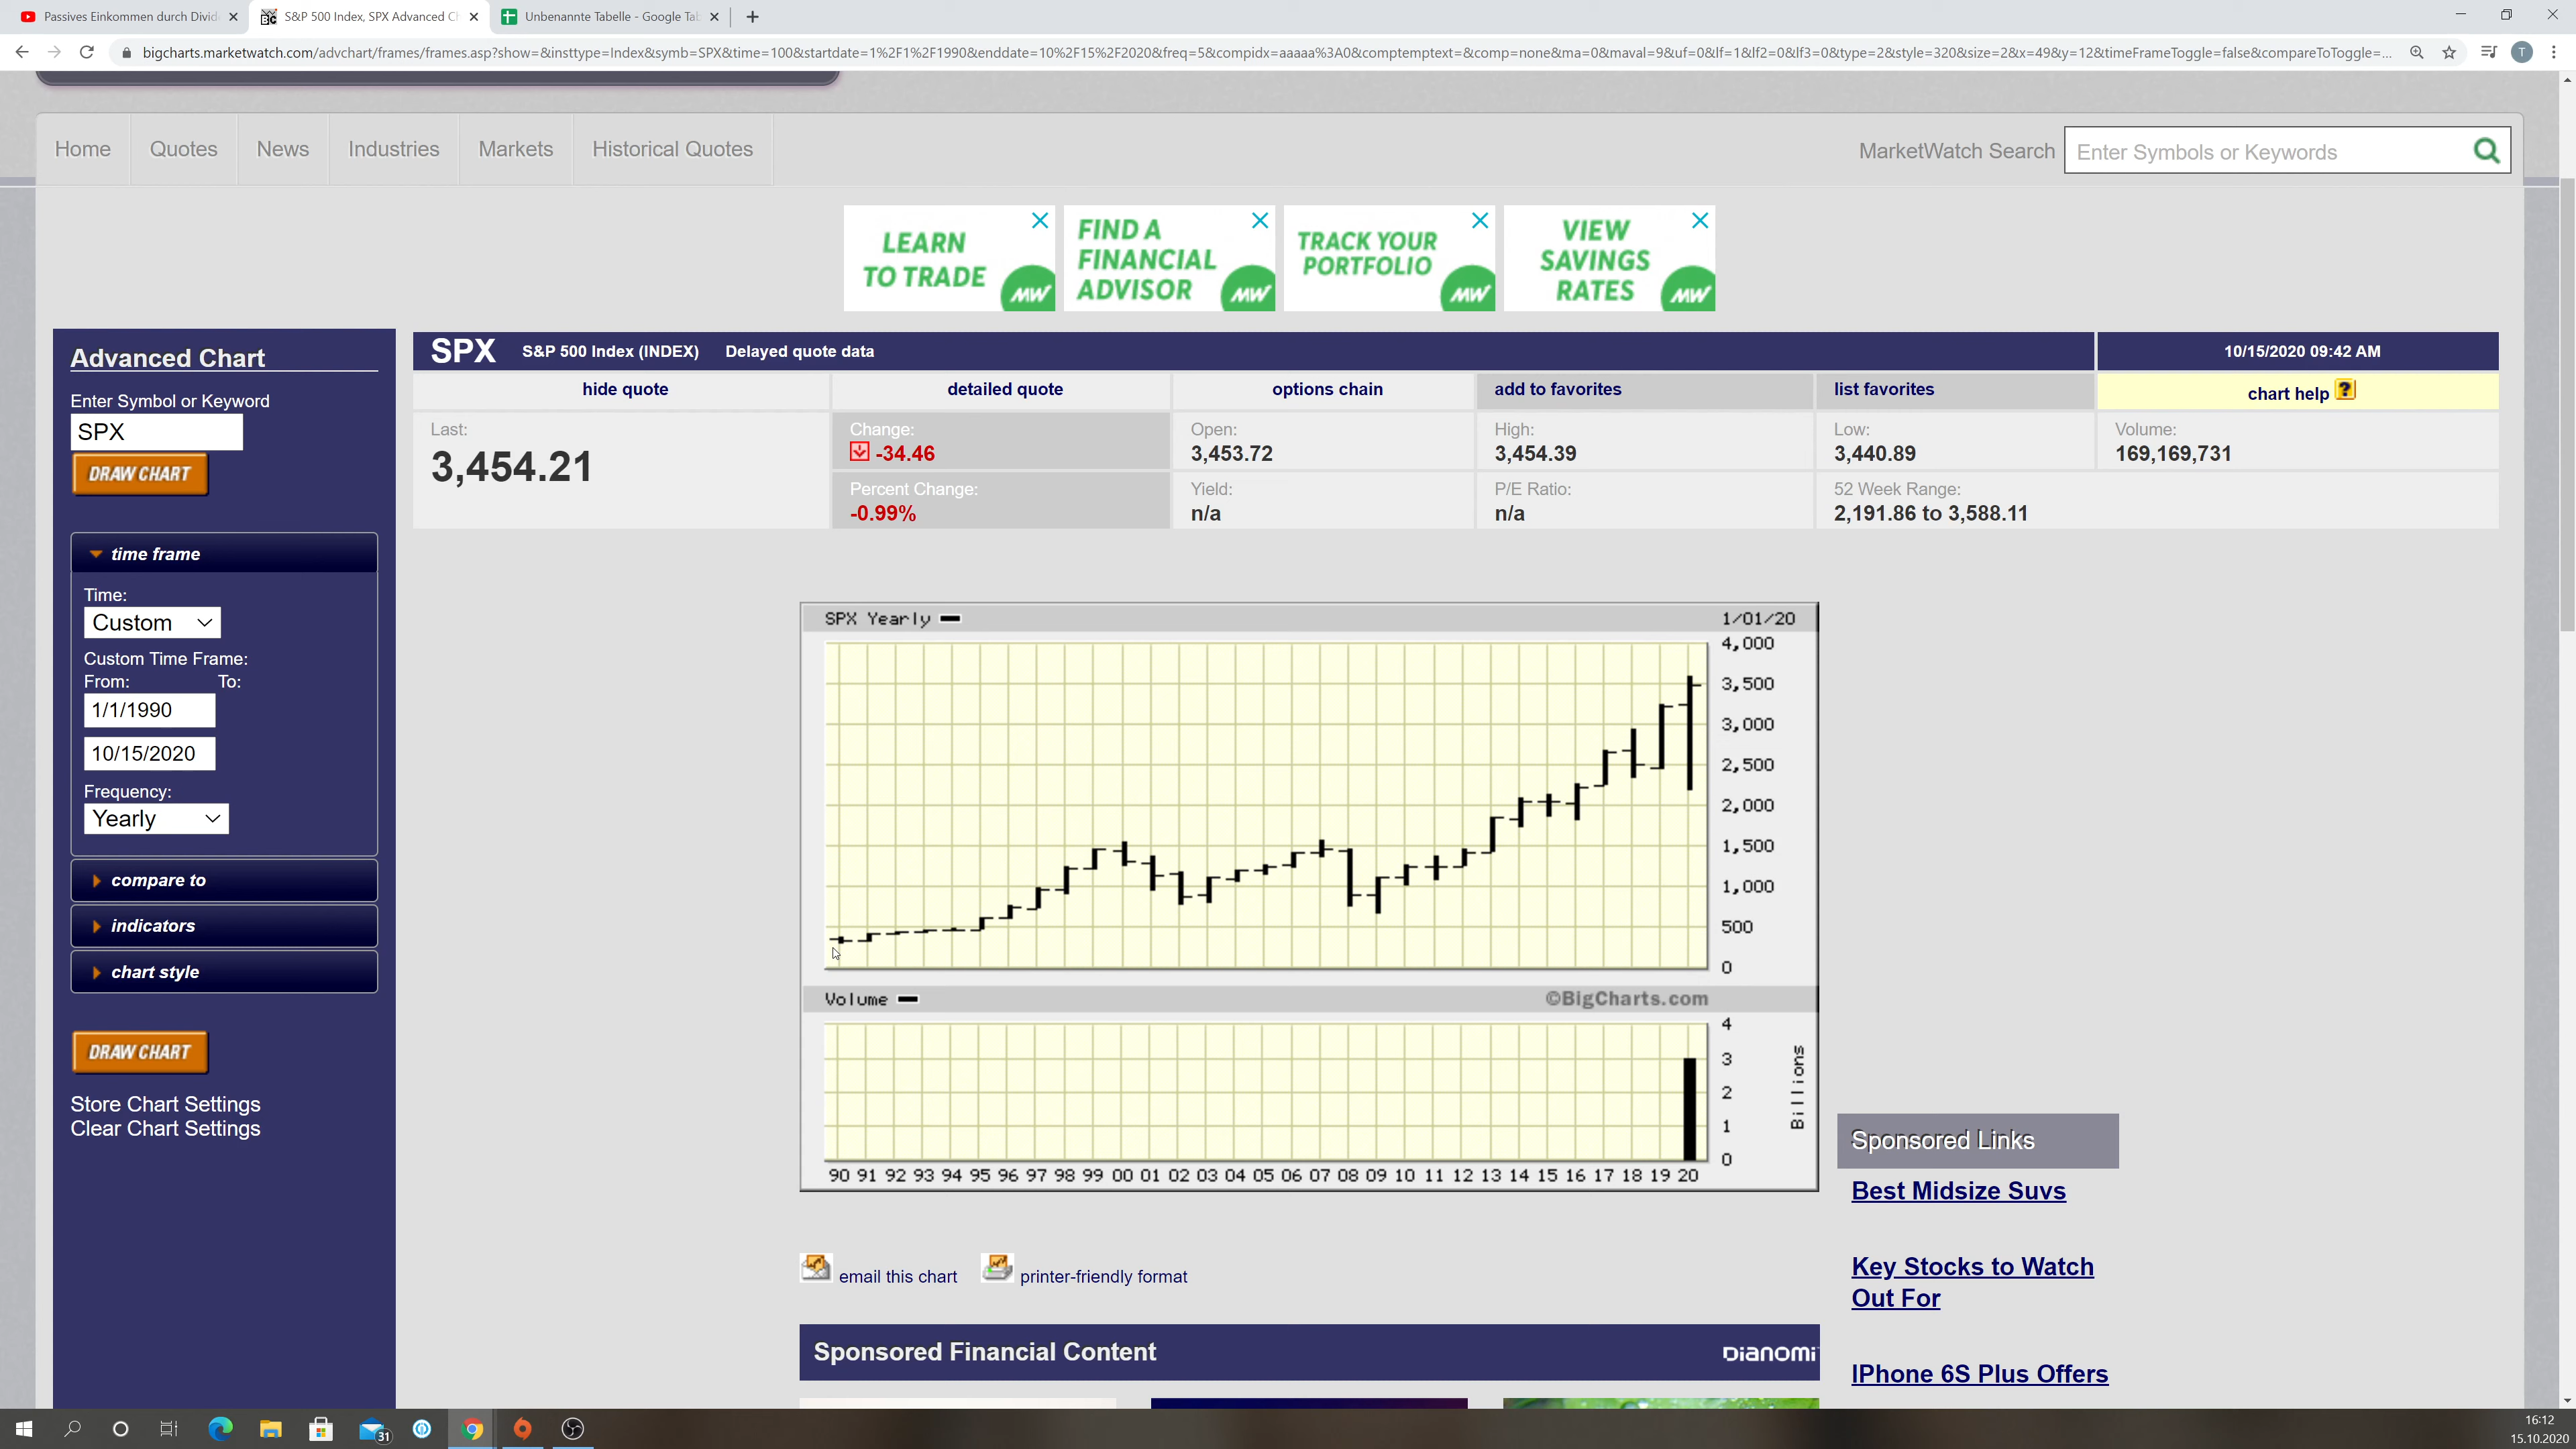 Passives Einkommen durch Divid
S&P 500 Index, SPX Advanced C
Unbenannte Tabelle - Google Ta
bigcharts.marketwatch.com/advchart/frames/frames.asp?show=&insttype=Index&symb=SPX&time=100&startdate=1%2F1%2F1990&enddate=10%2F15%2F2020&freq=5&compidx=aaaaa%3A0&comptemptext=&comp=none&ma=0&maval=9&uf=0&lf=1&lf2=0&lf3=0&type=2&style=320&size=2&x=49&y=12&timeFrameToggle=false&compareToToggle=...
T
Home Quotes News Industries Markets Historical Quotes
MarketWatch Search Enter Symbols or Keywords
LEARN TO TRADE MW
FIND A FINANCIAL ADVISOR MW
TRACK YOUR PORTFOLIO MW
VIEW SAVINGS RATES MW
Advanced Chart
Enter Symbol or Keyword
SPX
DRAW CHART
time frame
Time:
Custom
Custom Time Frame:
From: To:
1/1/1990
10/15/2020
Frequency:
Yearly
compare to
indicators
chart style
DRAW CHART
Store Chart Settings
Clear Chart Settings
SPX S&P 500 Index (INDEX) Delayed quote data 10/15/2020 09:42 AM
hide quote detailed quote options chain add to favorites list favorites chart help ?
Last: Change: Open: High: Low: Volume:
3,454.21 -34.46 3,453.72 3,454.39 3,440.89 169,169,731
Percent Change: Yield: P/E Ratio: 52 Week Range:
-0.99% n/a n/a 2,191.86 to 3,588.11
SPX Yearly 1/01/20
4,000
3,500
3,000
2,500
2,000
1,500
1,000
500
0
Volume ©BigCharts.com
4
3
2
1
0
Billions
90 91 92 93 94 95 96 97 98 99 00 01 02 03 04 05 06 07 08 09 10 11 12 13 14 15 16 17 18 19 20
email this chart printer-friendly format
Sponsored Financial Content DIANOMI
Sponsored Links
Best Midsize Suvs
Key Stocks to Watch
Out For
IPhone 6S Plus Offers
31
16:12
15.10.2020